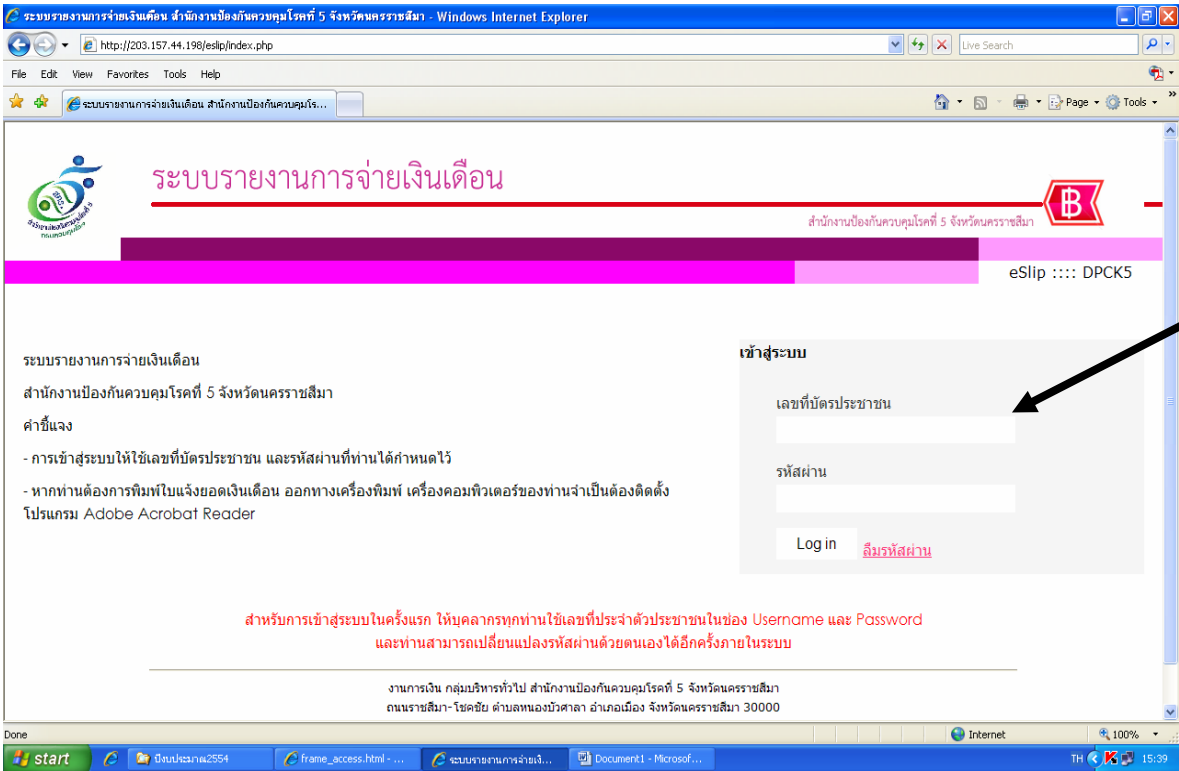 ระบบรายงานการจ่ายเงินเดือน สำนักงานป้องกันควบคุมโรคที่ 5 จังหวัดนครราชสีมา - Windows Internet Explorer
http://203.157.44.198/eslip/index.php
Live Search
File Edit View Favorites Tools Help
ระบบรายงานการจ่ายเงินเดือน สำนักงานป้องกันควบคุมโร...
Page Tools
ระบบรายงานการจ่ายเงินเดือน
สำนักงานป้องกันควบคุมโรคที่ 5 จังหวัดนครราชสีมา
eSlip :::: DPCK5
ระบบรายงานการจ่ายเงินเดือน
สำนักงานป้องกันควบคุมโรคที่ 5 จังหวัดนครราชสีมา
คำชี้แจง
- การเข้าสู่ระบบให้ใช้เลขที่บัตรประชาชน และรหัสผ่านที่ท่านได้กำหนดไว้
- หากท่านต้องการพิมพ์ใบแจ้งยอดเงินเดือน ออกทางเครื่องพิมพ์ เครื่องคอมพิวเตอร์ของท่านจำเป็นต้องติดตั้ง
โปรแกรม Adobe Acrobat Reader
เข้าสู่ระบบ
เลขที่บัตรประชาชน
รหัสผ่าน
Log in ลืมรหัสผ่าน
สำหรับการเข้าสู่ระบบในครั้งแรก ให้บุคลากรทุกท่านใช้เลขที่ประจำตัวประชาชนในช่อง Username และ Password
และท่านสามารถเปลี่ยนแปลงรหัสผ่านด้วยตนเองได้อีกครั้งภายในระบบ
งานการเงิน กลุ่มบริหารทั่วไป สำนักงานป้องกันควบคุมโรคที่ 5 จังหวัดนครราชสีมา
ถนนราชสีมา-โชคชัย ตำบลหนองบัวศาลา อำเภอเมือง จังหวัดนครราชสีมา 30000
Done Internet 100%
start ปีงบประมาณ2554 frame_access.html - ... ระบบรายงานการจ่ายเงิ... Document1 - Microsof... TH 15:39